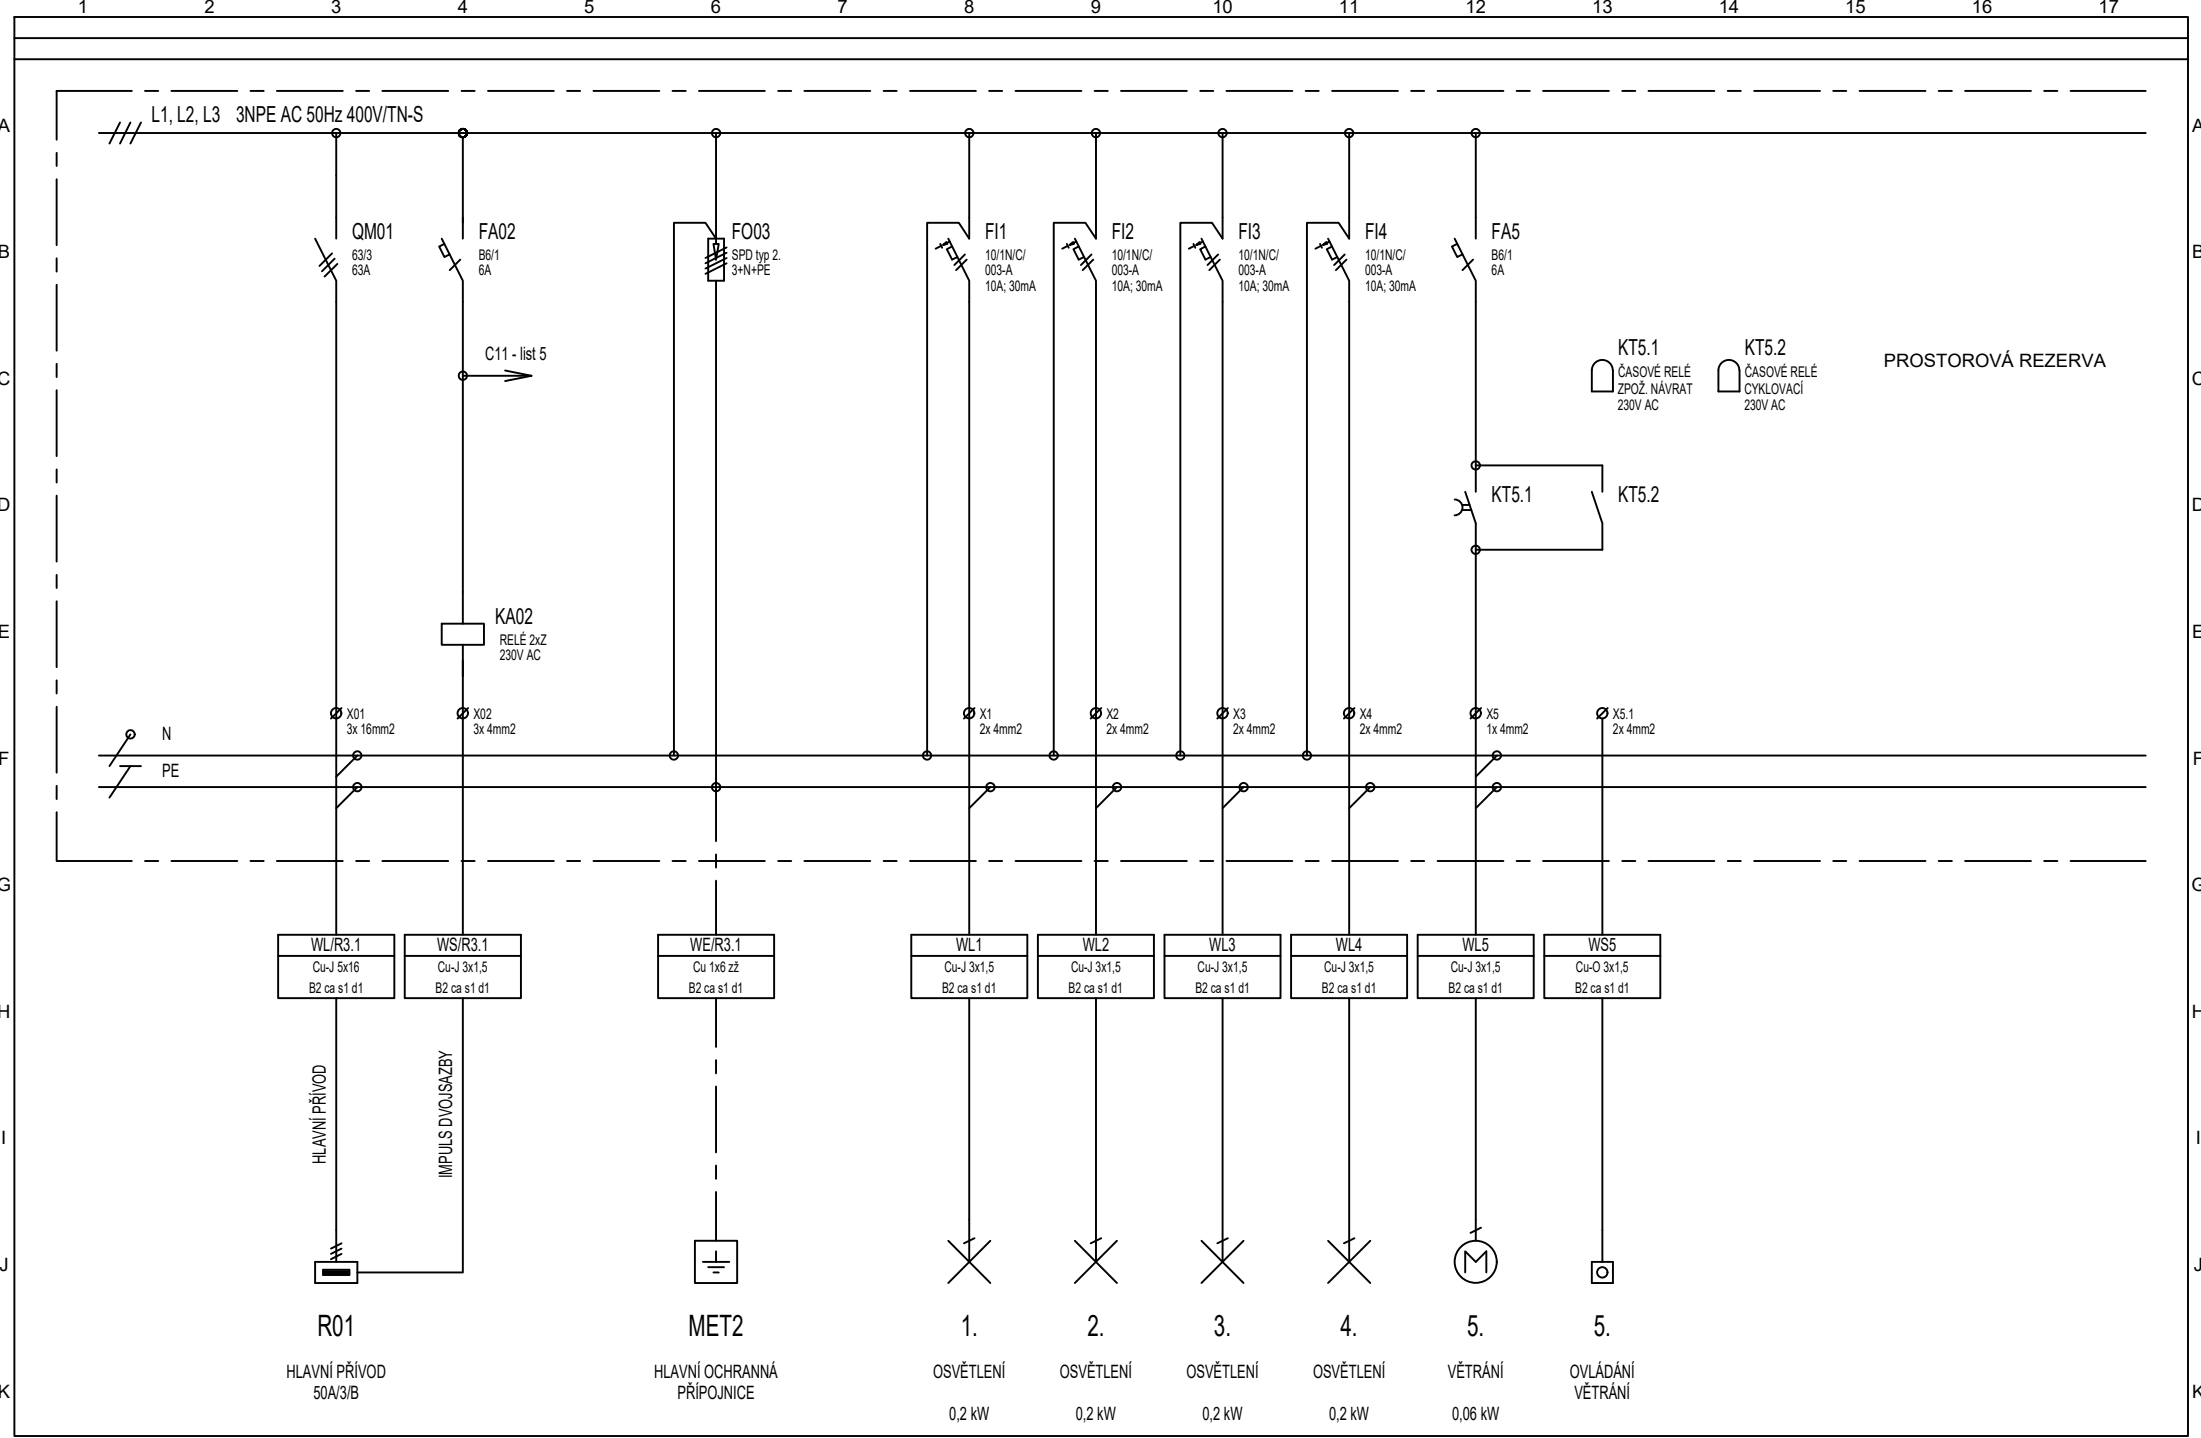 1 2 3 4 5 6 7 8 9 10 11 12 13 14 15 16 17
A L1, L2, L3 3NPE AC 50Hz 400V/TN-S A
B B
QM01
63/3
63A
FA02
B6/1
6A
FO03
SPD typ 2.
3+N+PE
FI1
10/1N/C/
003-A
10A; 30mA
FI2
10/1N/C/
003-A
10A; 30mA
FI3
10/1N/C/
003-A
10A; 30mA
FI4
10/1N/C/
003-A
10A; 30mA
FA5
B6/1
6A
C C
C11 - list 5
KT5.1
ČASOVÉ RELÉ
ZPOŽ. NÁVRAT
230V AC
KT5.2
ČASOVÉ RELÉ
CYKLOVACÍ
230V AC
PROSTOROVÁ REZERVA
D KT5.1 KT5.2 D
E E
KA02
RELÉ 2xZ
230V AC
X01
3x 16mm2
X02
3x 4mm2
X1
2x 4mm2
X2
2x 4mm2
X3
2x 4mm2
X4
2x 4mm2
X5
1x 4mm2
X5.1
2x 4mm2
N
F F
PE
G G
WL/R3.1
Cu-J 5x16
B2 ca s1 d1
WS/R3.1
Cu-J 3x1,5
B2 ca s1 d1
WE/R3.1
Cu 1x6 zž
B2 ca s1 d1
WL1
Cu-J 3x1,5
B2 ca s1 d1
WL2
Cu-J 3x1,5
B2 ca s1 d1
WL3
Cu-J 3x1,5
B2 ca s1 d1
WL4
Cu-J 3x1,5
B2 ca s1 d1
WL5
Cu-J 3x1,5
B2 ca s1 d1
WS5
Cu-O 3x1,5
B2 ca s1 d1
H H
HLAVNÍ PŘÍVOD
IMPULS DVOJSAZBY
I I
J M J
R01
HLAVNÍ PŘÍVOD
50A/3/B
MET2
HLAVNÍ OCHRANNÁ
PŘÍPOJNICE
1.
OSVĚTLENÍ
0,2 kW
2.
OSVĚTLENÍ
0,2 kW
3.
OSVĚTLENÍ
0,2 kW
4.
OSVĚTLENÍ
0,2 kW
5.
VĚTRÁNÍ
0,06 kW
5.
OVLÁDÁNÍ
VĚTRÁNÍ
K K